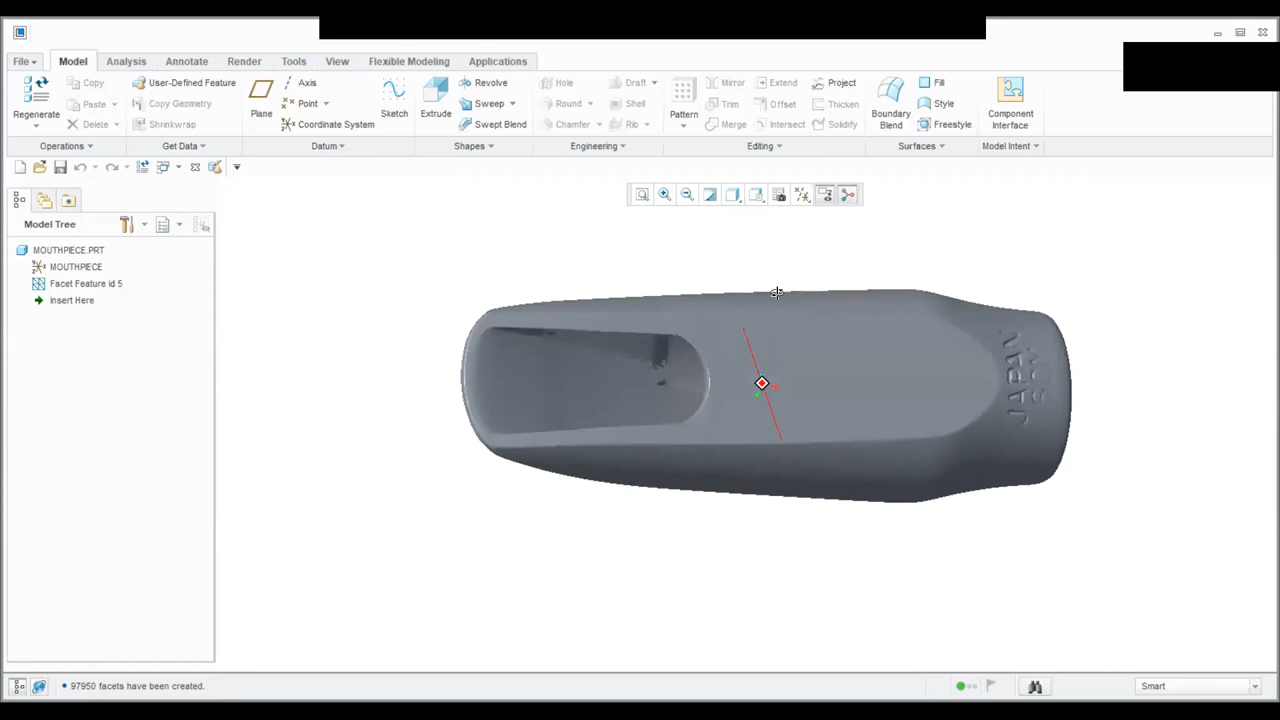 File Model Analysis Annotate Render Tools View Flexible Modeling Applications
Copy User-Defined Feature Axis Revolve Hole Draft Mirror Extend Project Fill
Regenerate Paste Copy Geometry Plane Point Sketch Extrude Sweep Round Shell Pattern Trim Offset Thicken Boundary Blend Style Component Interface
Delete Shrinkwrap Coordinate System Swept Blend Chamfer Rib Merge Intersect Solidify Freestyle
Operations Get Data Datum Shapes Engineering Editing Surfaces Model Intent
Model Tree
MOUTHPIECE.PRT
MOUTHPIECE
Facet Feature id 5
Insert Here
JAPAN
• 97950 facets have been created.
Smart